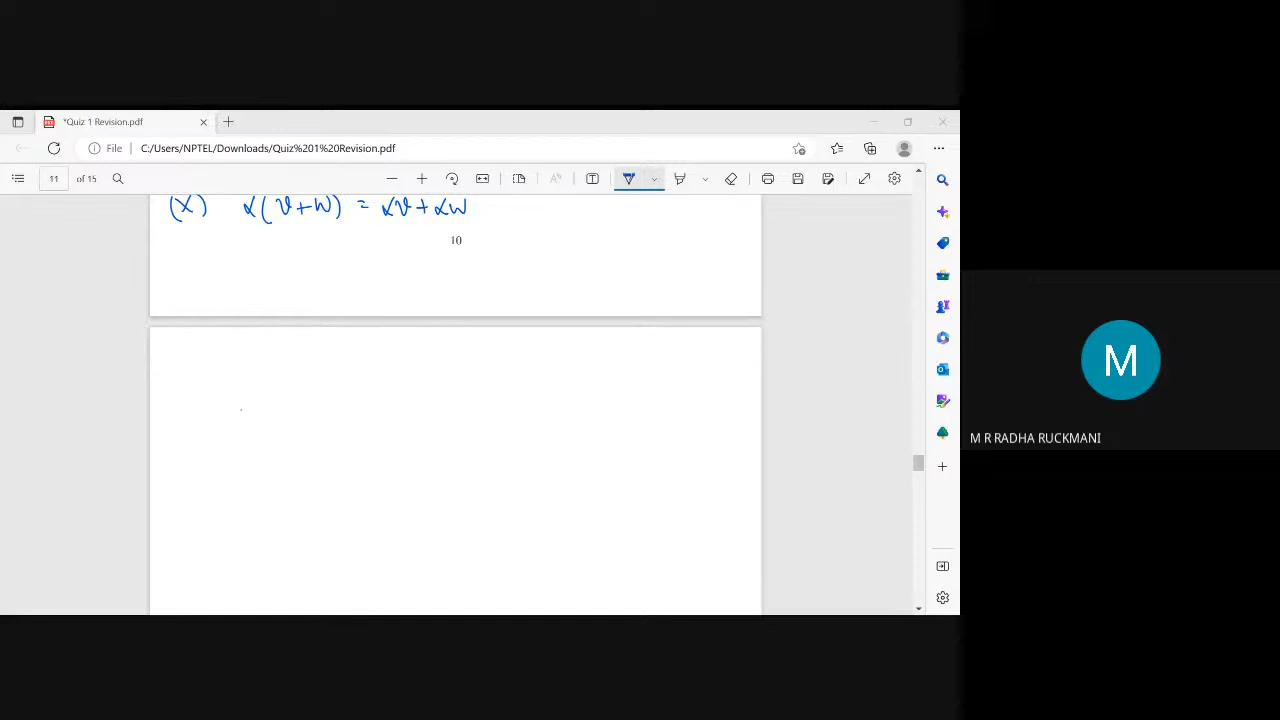 *Quiz 1 Revision.pdf
File C:/Users/NPTEL/Downloads/Quiz%201%20Revision.pdf
11 of 15
(X) α(v+w) = αv + αw
10
M
M R RADHA RUCKMANI